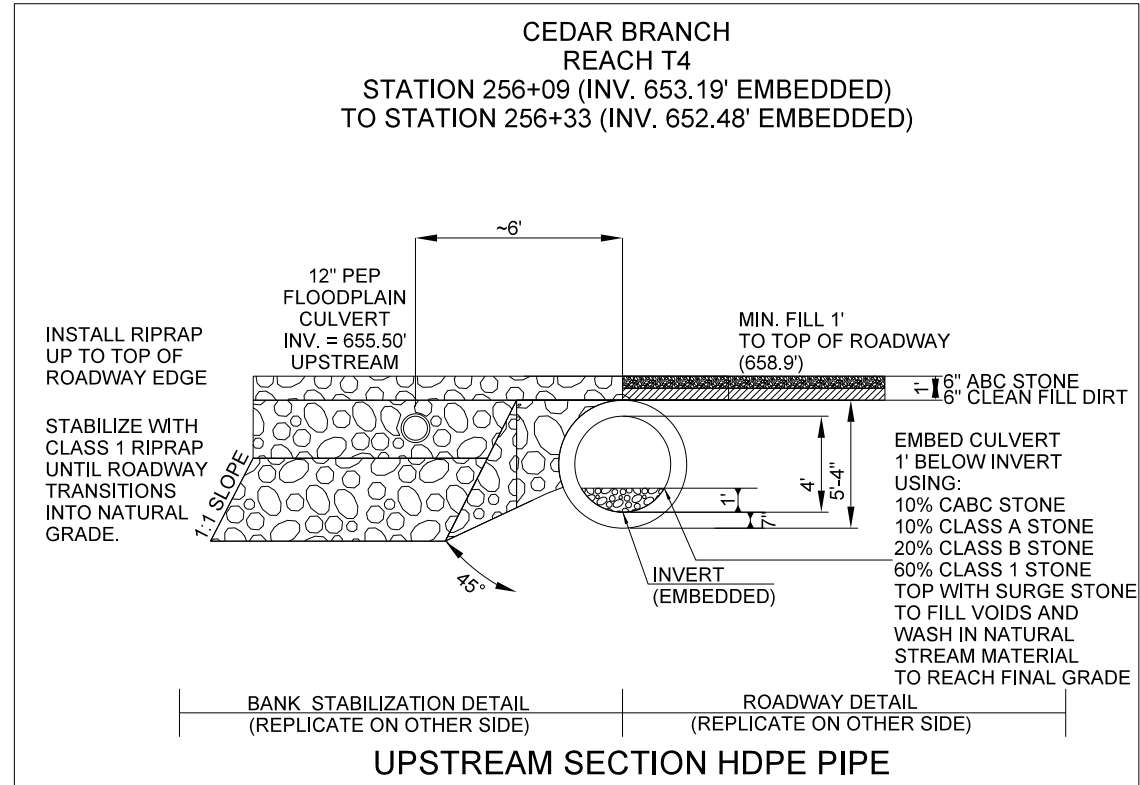 CEDAR BRANCH
REACH T4
STATION 256+09 (INV. 653.19' EMBEDDED)
TO STATION 256+33 (INV. 652.48' EMBEDDED)
~6'
12" PEP
FLOODPLAIN
CULVERT
INV. = 655.50'
UPSTREAM
INSTALL RIPRAP
UP TO TOP OF
ROADWAY EDGE
STABILIZE WITH
CLASS 1 RIPRAP
UNTIL ROADWAY
TRANSITIONS
INTO NATURAL
GRADE.
1:1 SLOPE
45°
MIN. FILL 1'
TO TOP OF ROADWAY
(658.9')
1'
6" ABC STONE
6" CLEAN FILL DIRT
4'
5'-4"
1'
7"
INVERT
(EMBEDDED)
EMBED CULVERT
1' BELOW INVERT
USING:
10% CABC STONE
10% CLASS A STONE
20% CLASS B STONE
60% CLASS 1 STONE
TOP WITH SURGE STONE
TO FILL VOIDS AND
WASH IN NATURAL
STREAM MATERIAL
TO REACH FINAL GRADE
BANK STABILIZATION DETAIL
(REPLICATE ON OTHER SIDE)
ROADWAY DETAIL
(REPLICATE ON OTHER SIDE)
UPSTREAM SECTION HDPE PIPE